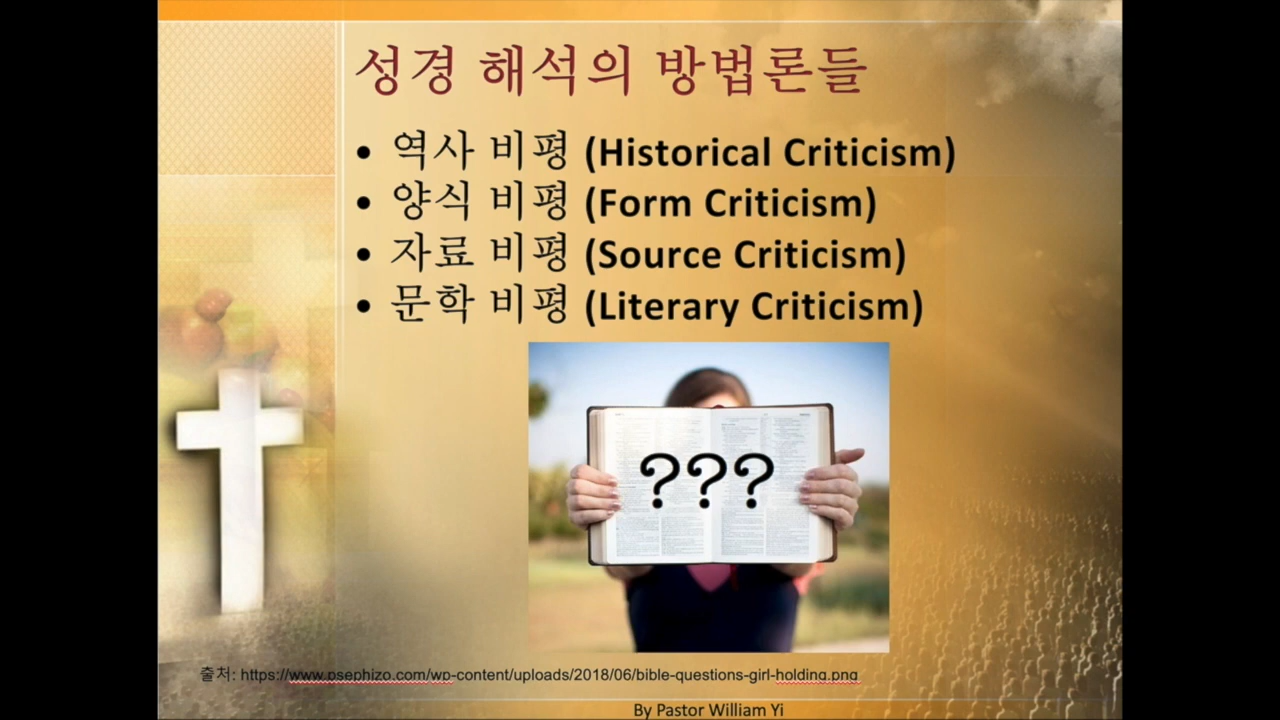 성경 해석의 방법론들
• 역사 비평 (Historical Criticism)
• 양식 비평 (Form Criticism)
• 자료 비평 (Source Criticism)
• 문학 비평 (Literary Criticism)
???
출처: https://www.psephizo.com/wp-content/uploads/2018/06/bible-questions-girl-holding.png
By Pastor William Yi